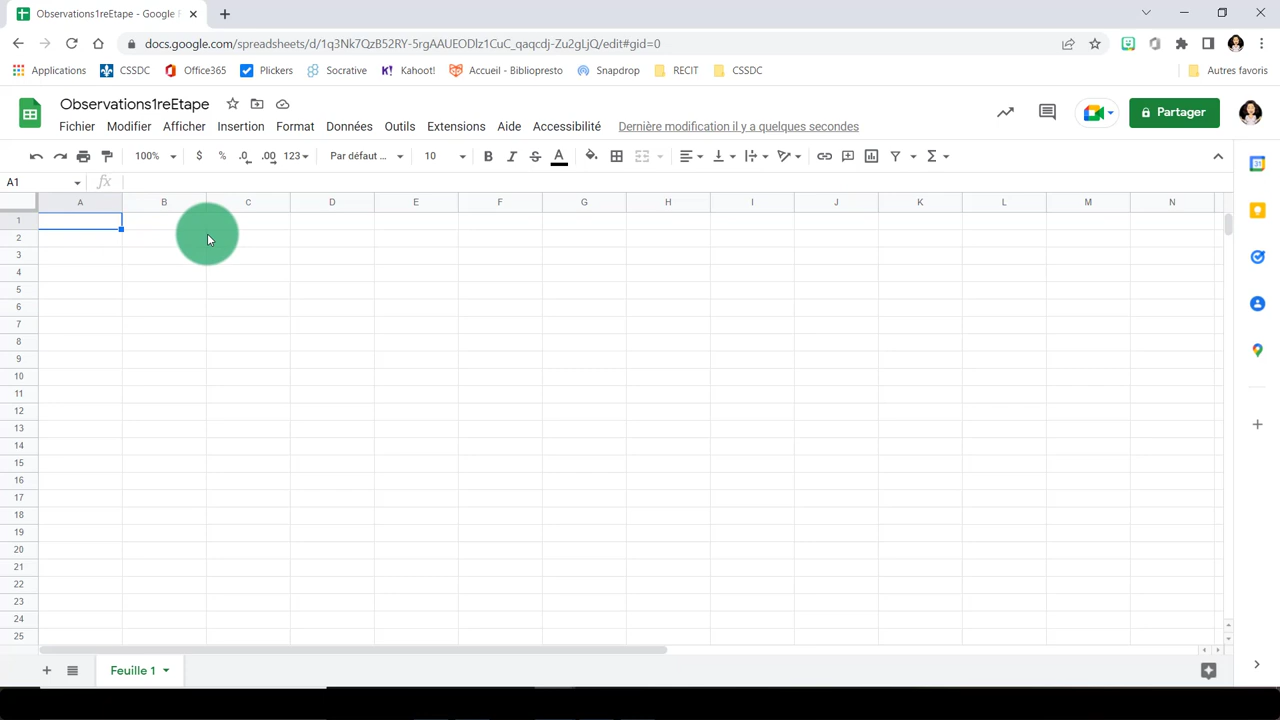 Observations1reEtape - Google F
docs.google.com/spreadsheets/d/1q3Nk7QzB52RY-5rgAAUEODlz1CuC_qaqcdj-Zu2gLjQ/edit#gid=0
Applications CSSDC Office365 Plickers Socrative K! Kahoot! Accueil - Bibliopresto Snapdrop RECIT CSSDC Autres favoris
Observations1reEtape
Fichier Modifier Afficher Insertion Format Données Outils Extensions Aide Accessibilité Dernière modification il y a quelques secondes
Partager
100% $ % .0 .00 123 Par défaut ... 10 B I S A Σ
A1 fx
A B C D E F G H I J K L M N
1
2
3
4
5
6
7
8
9
10
11
12
13
14
15
16
17
18
19
20
21
22
23
24
25
Feuille 1